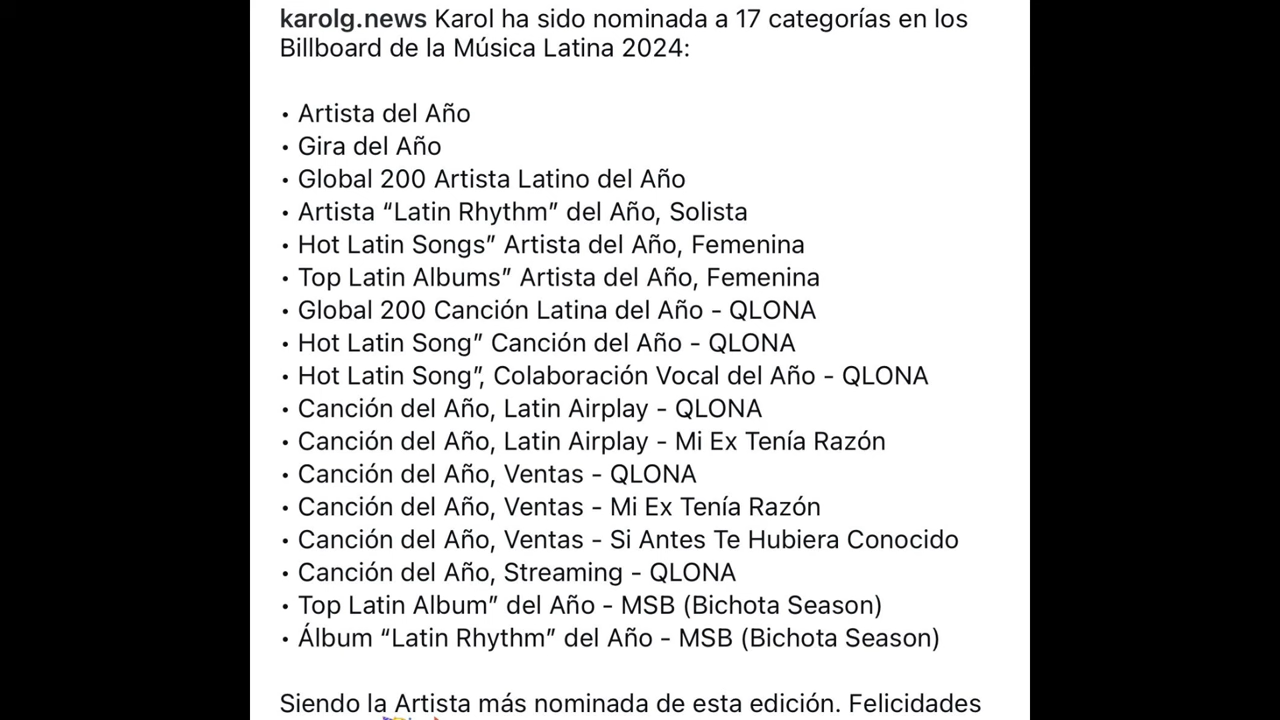 karolg.news Karol ha sido nominada a 17 categorías en los
Billboard de la Música Latina 2024:
• Artista del Año
• Gira del Año
• Global 200 Artista Latino del Año
• Artista “Latin Rhythm” del Año, Solista
• Hot Latin Songs” Artista del Año, Femenina
• Top Latin Albums” Artista del Año, Femenina
• Global 200 Canción Latina del Año - QLONA
• Hot Latin Song” Canción del Año - QLONA
• Hot Latin Song”, Colaboración Vocal del Año - QLONA
• Canción del Año, Latin Airplay - QLONA
• Canción del Año, Latin Airplay - Mi Ex Tenía Razón
• Canción del Año, Ventas - QLONA
• Canción del Año, Ventas - Mi Ex Tenía Razón
• Canción del Año, Ventas - Si Antes Te Hubiera Conocido
• Canción del Año, Streaming - QLONA
• Top Latin Album” del Año - MSB (Bichota Season)
• Álbum “Latin Rhythm” del Año - MSB (Bichota Season)
Siendo la Artista más nominada de esta edición. Felicidades